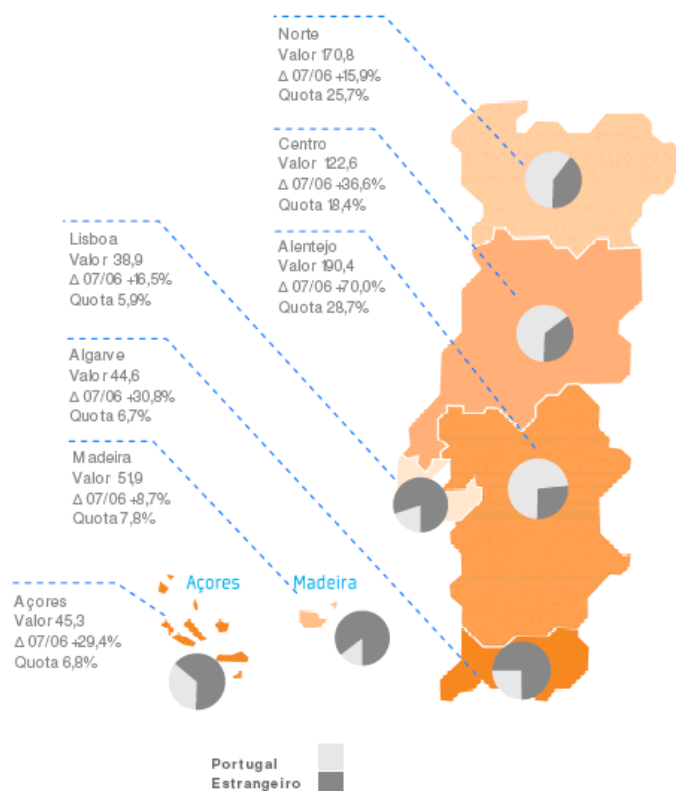 Norte
Valor 170,8
Δ 07/06 +15,9%
Quota 25,7%
Centro
Valor 122,6
Δ 07/06 +36,6%
Quota 18,4%
Lisboa
Valor 38,9
Δ 07/06 +16,5%
Quota 5,9%
Alentejo
Valor 190,4
Δ 07/06 +70,0%
Quota 28,7%
Algarve
Valor 44,6
Δ 07/06 +30,8%
Quota 6,7%
Madeira
Valor 51,9
Δ 07/06 +8,7%
Quota 7,8%
Açores
Madeira
Açores
Valor 45,3
Δ 07/06 +29,4%
Quota 6,8%
Portugal
Estrangeiro